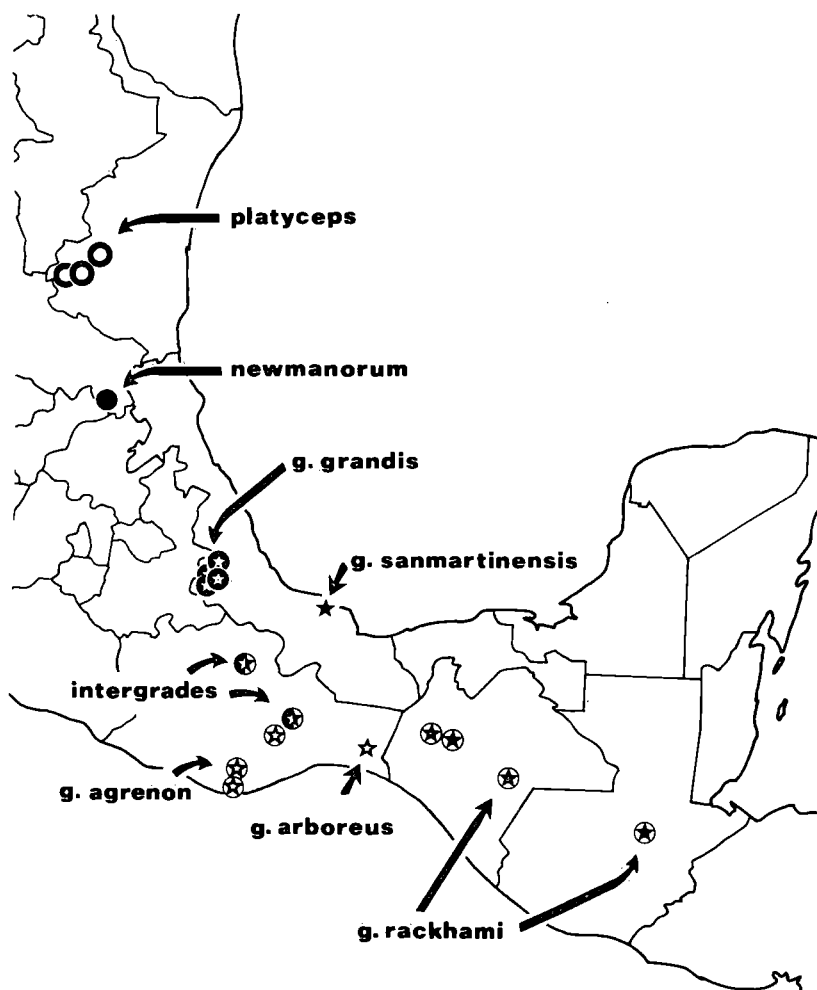 platyceps
newmanorum
g. grandis
g. sanmartinensis
intergrades
g. agrenon
g. arboreus
g. rackhami